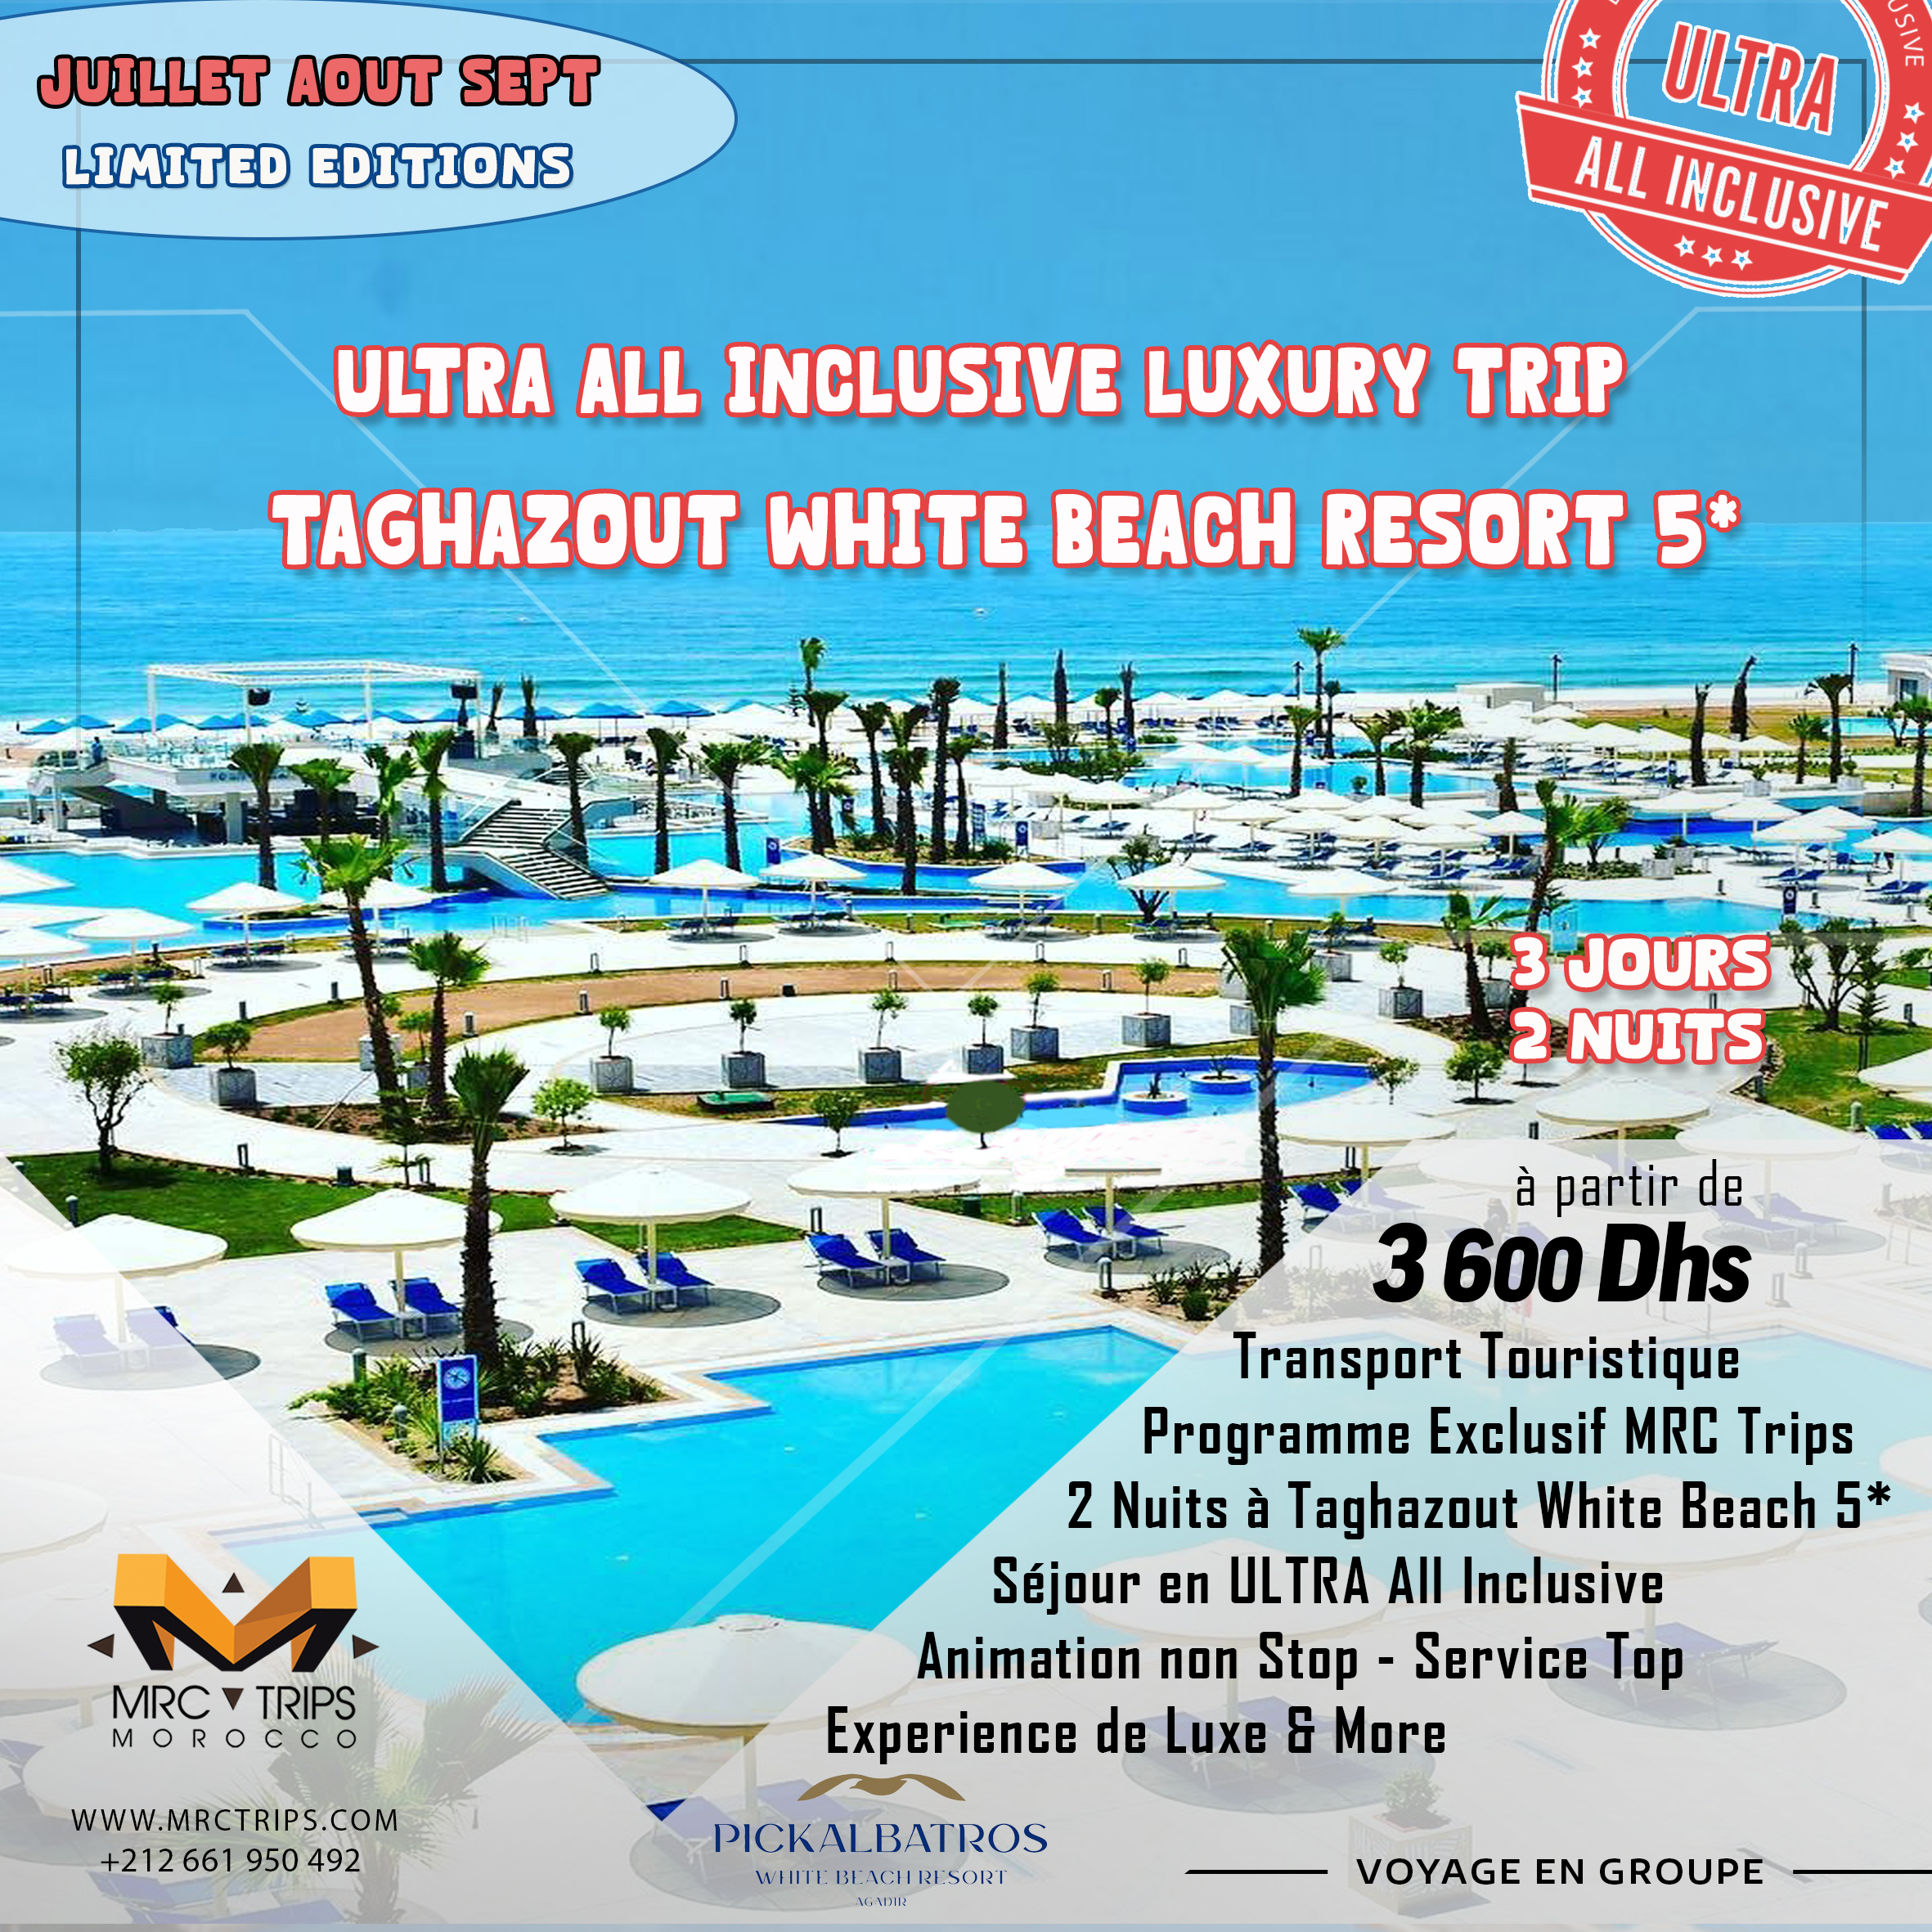 JUILLET AOUT SEPT
LIMITED EDITIONS
ULTRA
ALL INCLUSIVE
ULTRA ALL INCLUSIVE LUXURY TRIP
TAGHAZOUT WHITE BEACH RESORT 5*
3 JOURS
2 NUITS
à partir de
3 600 Dhs
Transport Touristique
Programme Exclusif MRC Trips
2 Nuits à Taghazout White Beach 5*
Séjour en ULTRA All Inclusive
Animation non Stop - Service Top
Experience de Luxe & More
MRC TRIPS
MOROCCO
WWW.MRCTRIPS.COM
+212 661 950 492
PICKALBATROS
WHITE BEACH RESORT
AGADIR
VOYAGE EN GROUPE